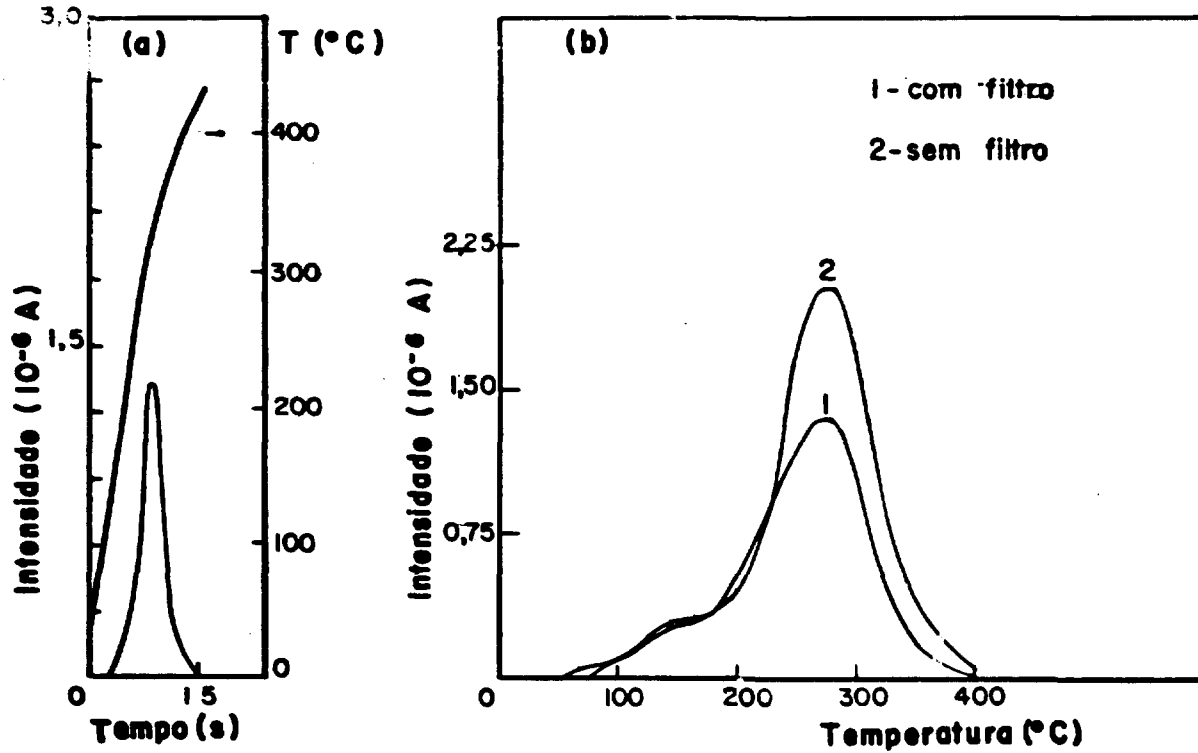 (a)
3,0
1,5
0
15
Tempo(s)
Intensidade (10⁻⁶ A)
T (°C)
400
300
200
100
0
(b)
1-com filtro
2-sem filtro
2,25
1,50
0,75
2
1
0
100
200
300
400
Intensidade (10⁻⁶ A)
Temperatura(°C)